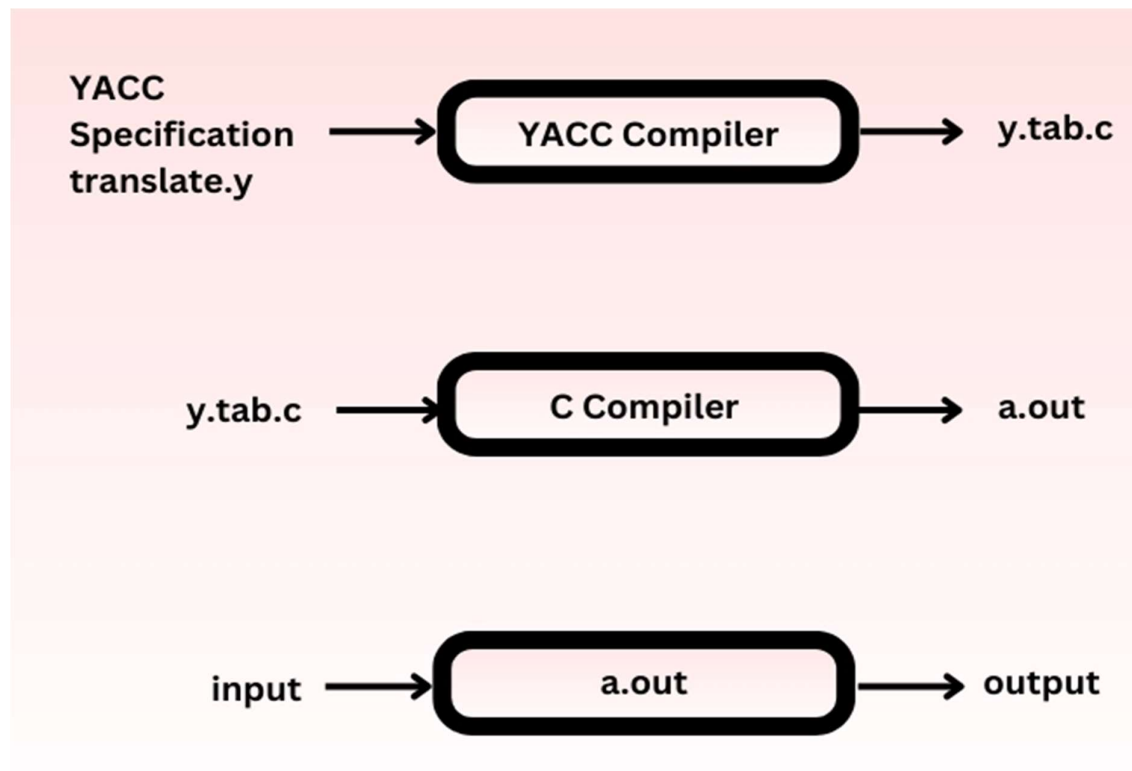 YACC
Specification
translate.y
YACC Compiler
y.tab.c
y.tab.c
C Compiler
a.out
input
a.out
output